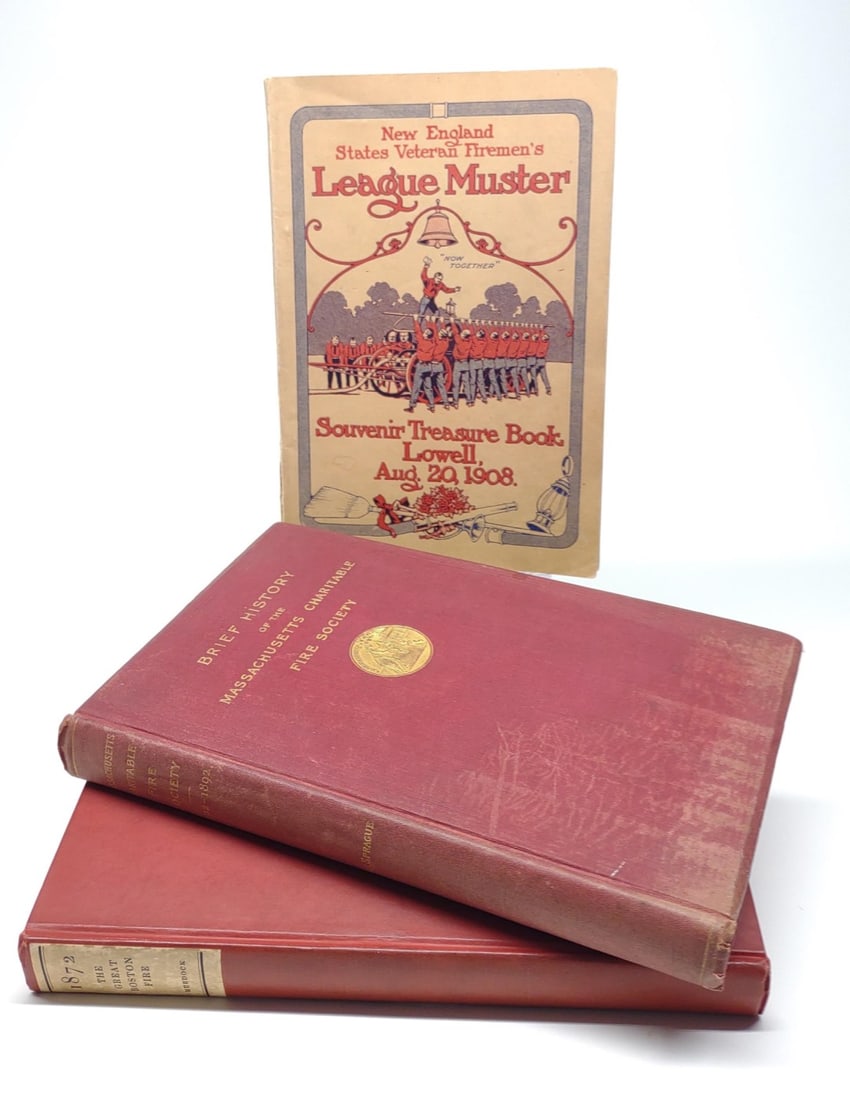 New England
States Veteran Firemen's
League Muster
"NOW
TOGETHER"
Souvenir Treasure Book
Lowell,
Aug. 20, 1908.
BRIEF HISTORY
OF THE
MASSACHUSETTS CHARITABLE
FIRE SOCIETY
SPRAGUE
1872
THE
GREAT
BOSTON
FIRE
MURDOCK